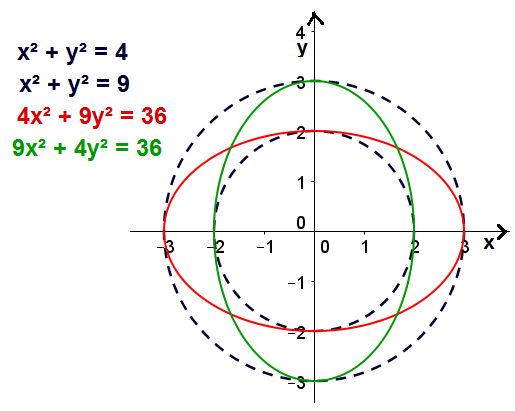 x² + y² = 4
x² + y² = 9
4x² + 9y² = 36
9x² + 4y² = 36
4
y
3
2
1
0
−3 −2 −1 0 1 2 3 x
−1
−2
−3